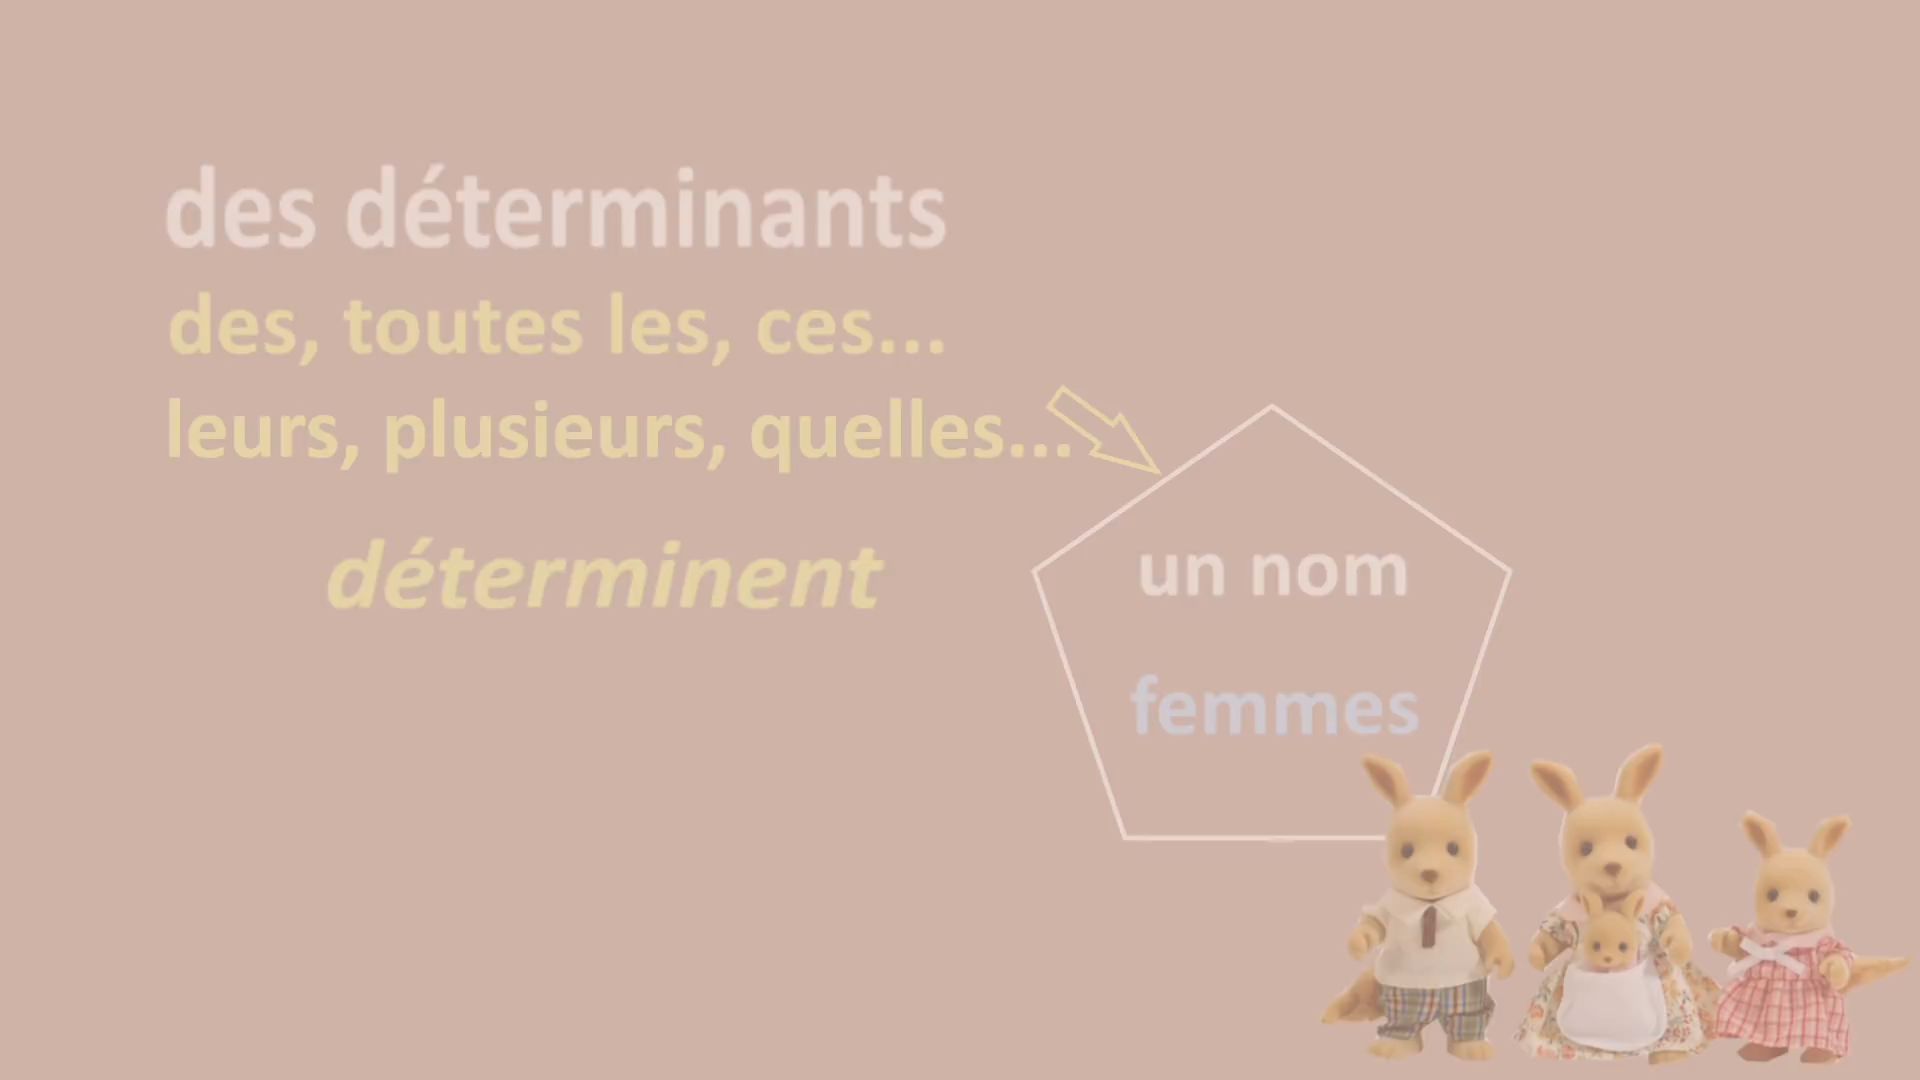 des déterminants
des, toutes les, ces...
leurs, plusieurs, quelles...
déterminent
un nom
femmes